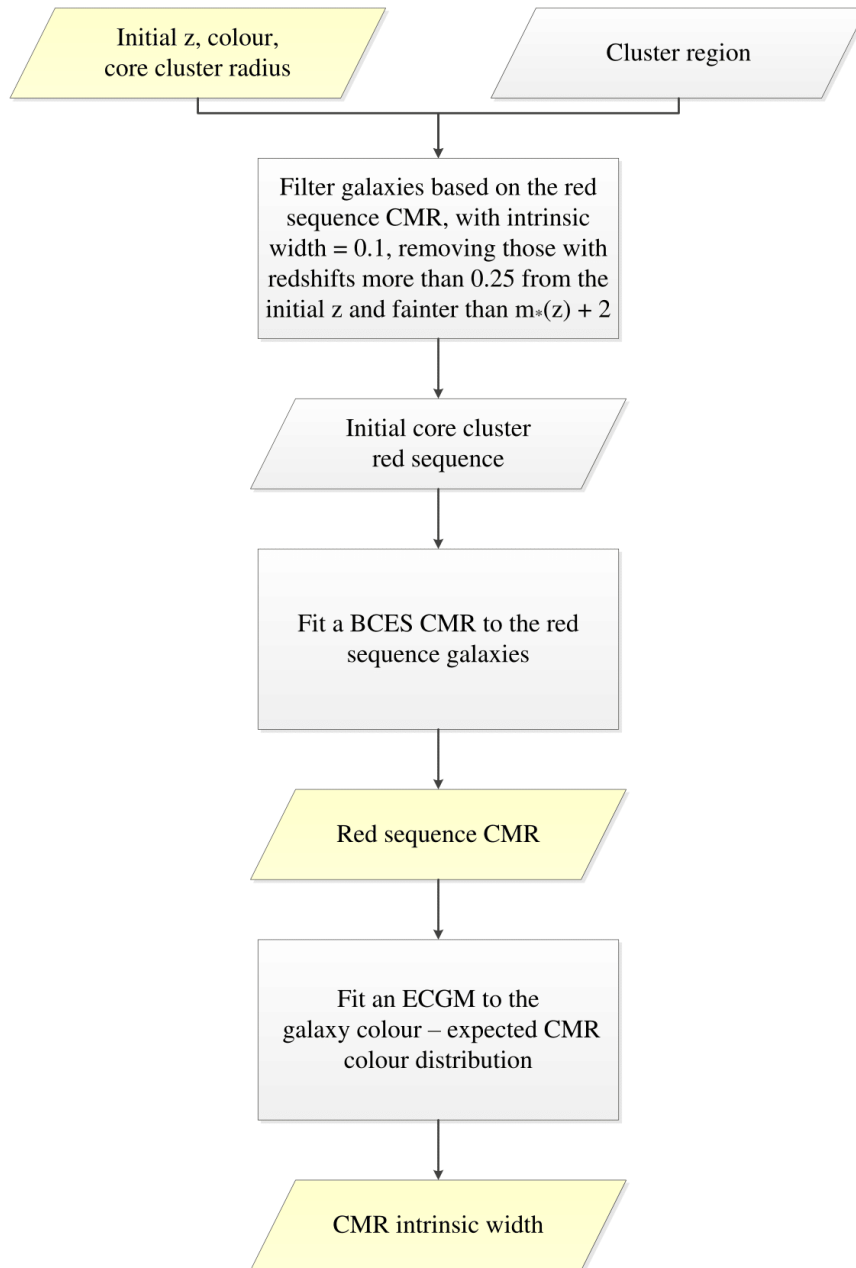 Initial z, colour,
core cluster radius
Cluster region
Filter galaxies based on the red
sequence CMR, with intrinsic
width = 0.1, removing those with
redshifts more than 0.25 from the
initial z and fainter than m*(z) + 2
Initial core cluster
red sequence
Fit a BCES CMR to the red
sequence galaxies
Red sequence CMR
Fit an ECGM to the
galaxy colour – expected CMR
colour distribution
CMR intrinsic width